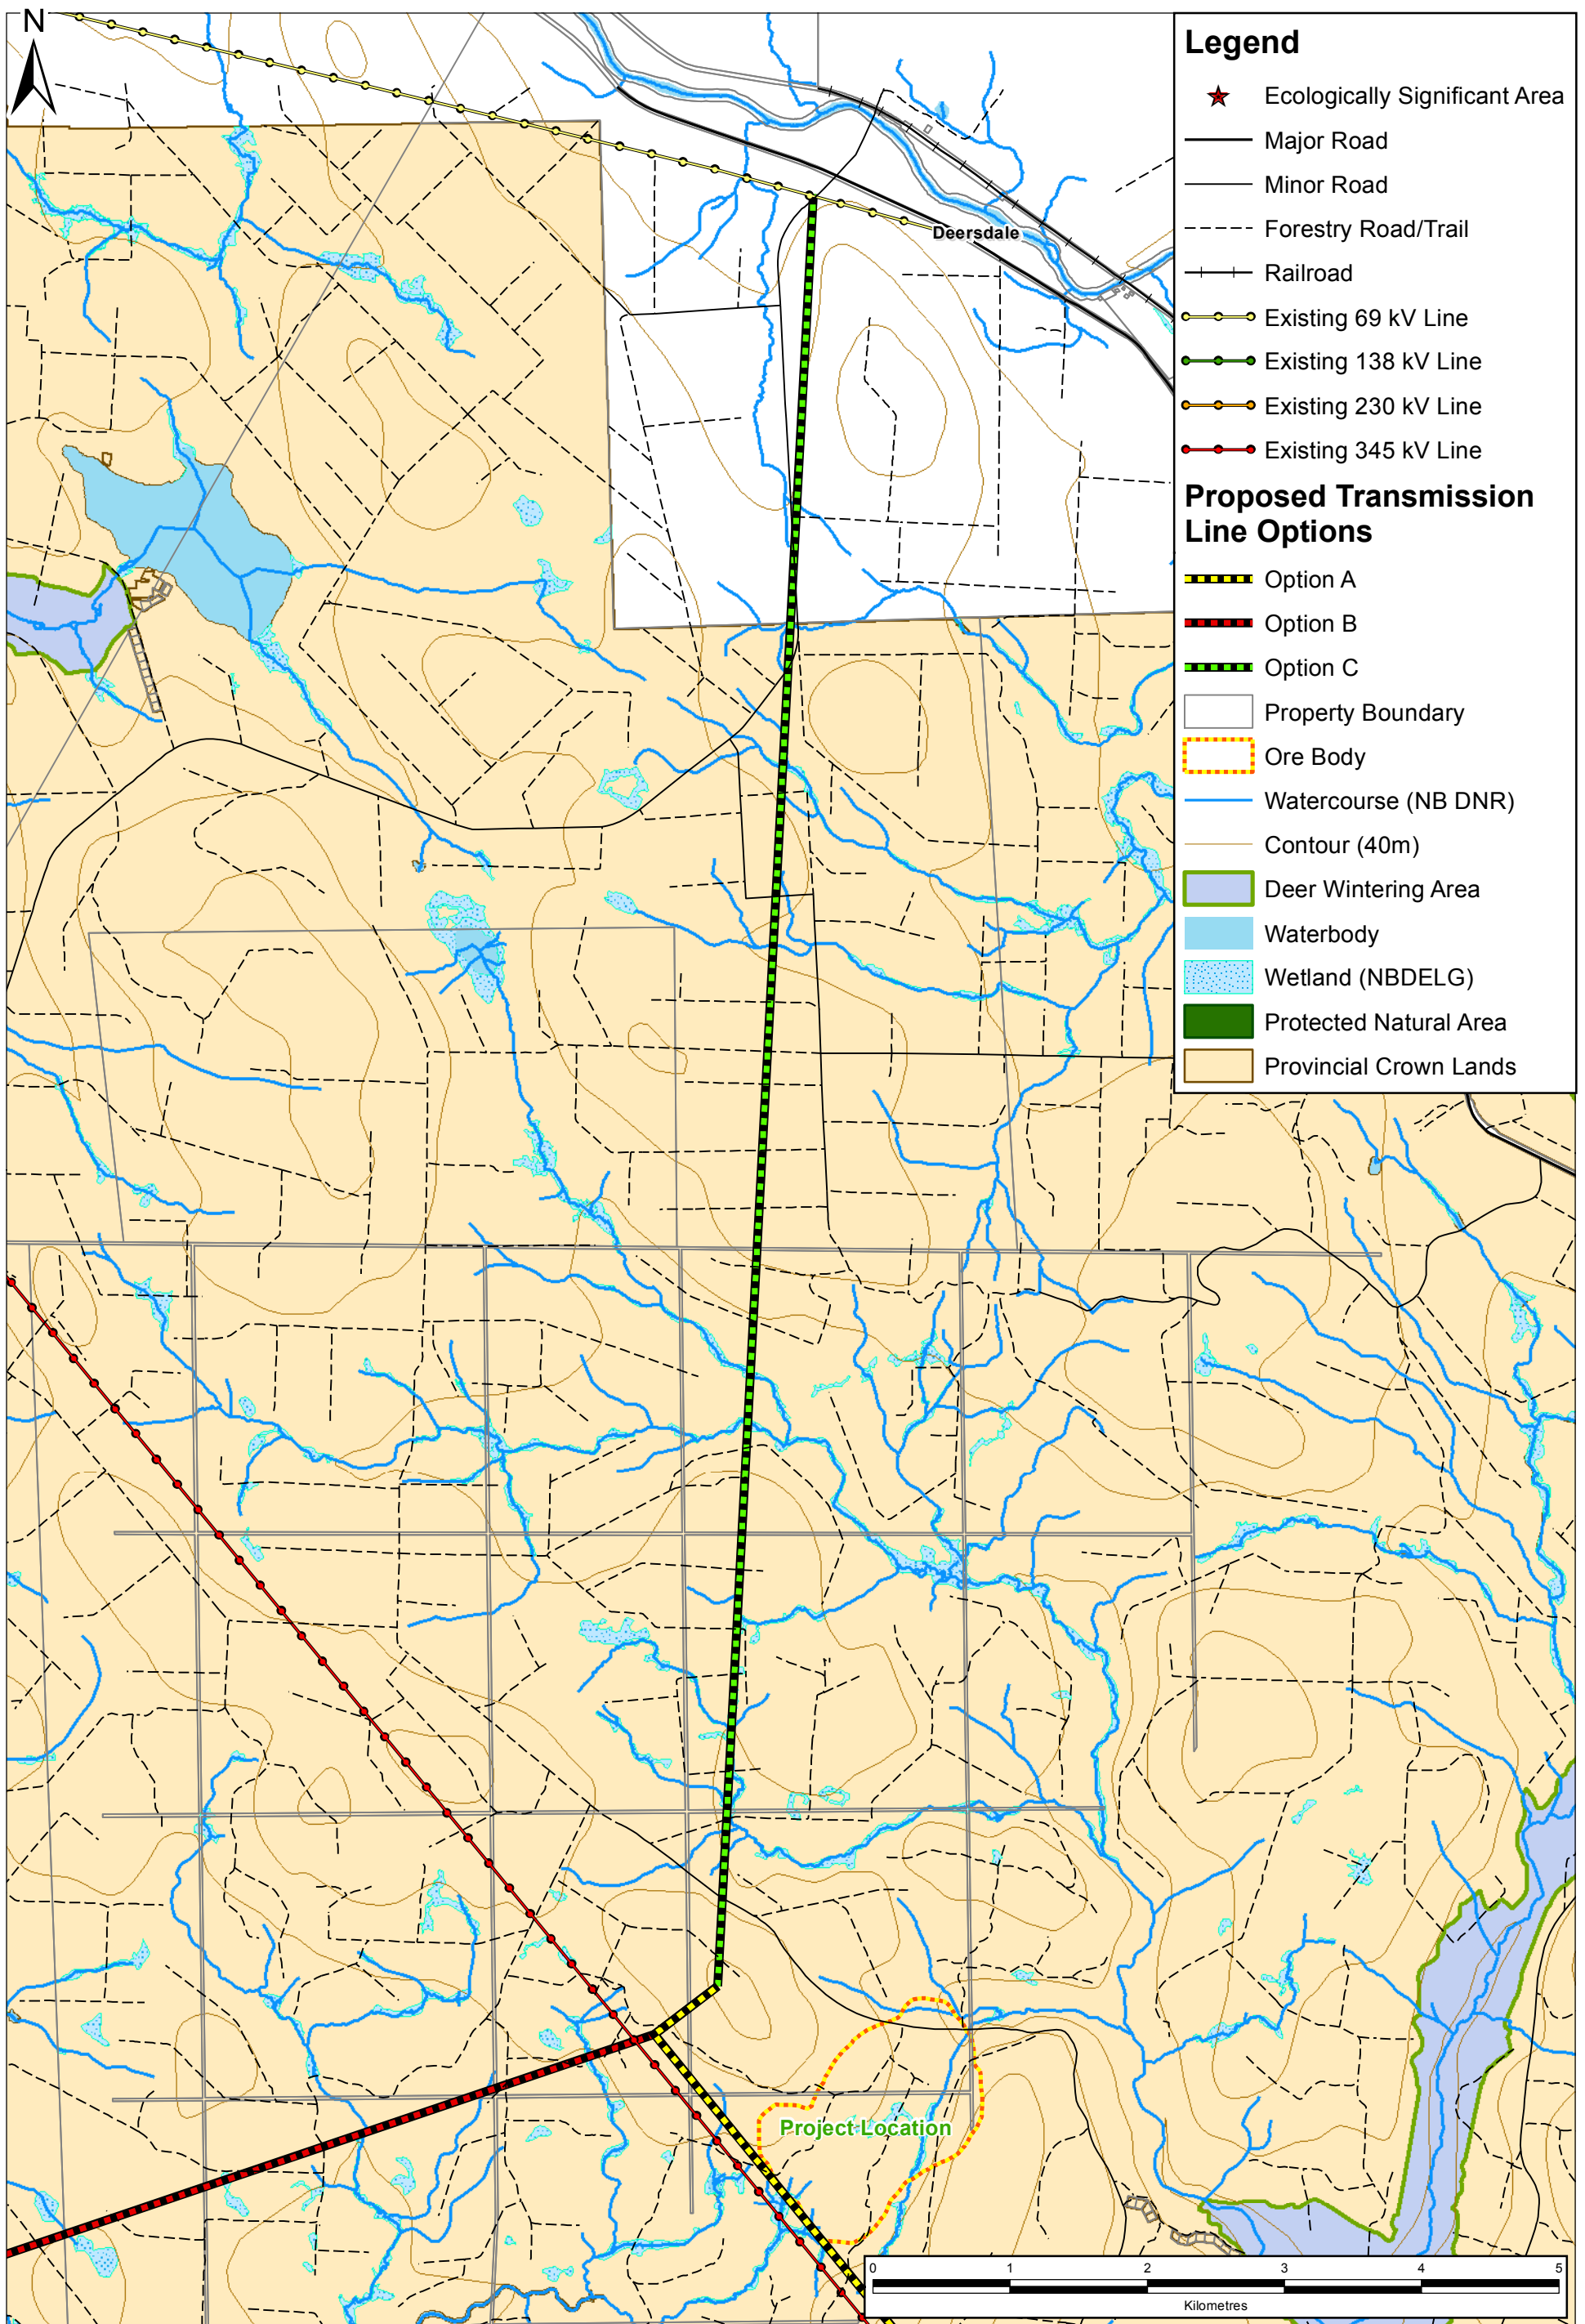 N
Legend
Ecologically Significant Area
Major Road
Minor Road
Forestry Road/Trail
Railroad
Existing 69 kV Line
Existing 138 kV Line
Existing 230 kV Line
Existing 345 kV Line
Proposed Transmission
Line Options
Option A
Option B
Option C
Property Boundary
Ore Body
Watercourse (NB DNR)
Contour (40m)
Deer Wintering Area
Waterbody
Wetland (NBDELG)
Protected Natural Area
Provincial Crown Lands
Deersdale
Project Location
0 1 2 3 4 5
Kilometres